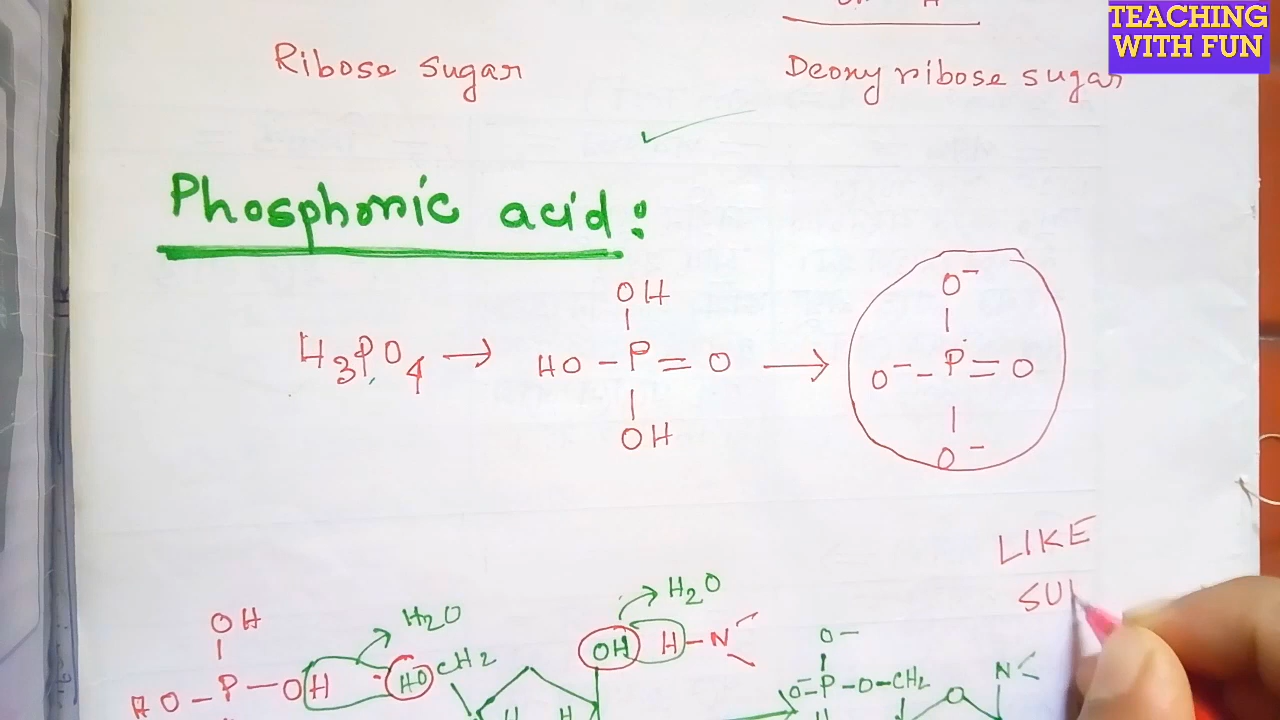 TEACHING
WITH FUN
Ribose sugar
Deoxy ribose sugar
Phosphoric acid:
OH
O⁻
H₃PO₄ → HO – P = O → O⁻ – P = O
OH
O⁻
LIKE
SU
H₂O
H₂O
OH
HO – P – OH HO CH₂
OH H – N
O⁻
O⁻ – P – O – CH₂ O N
H H